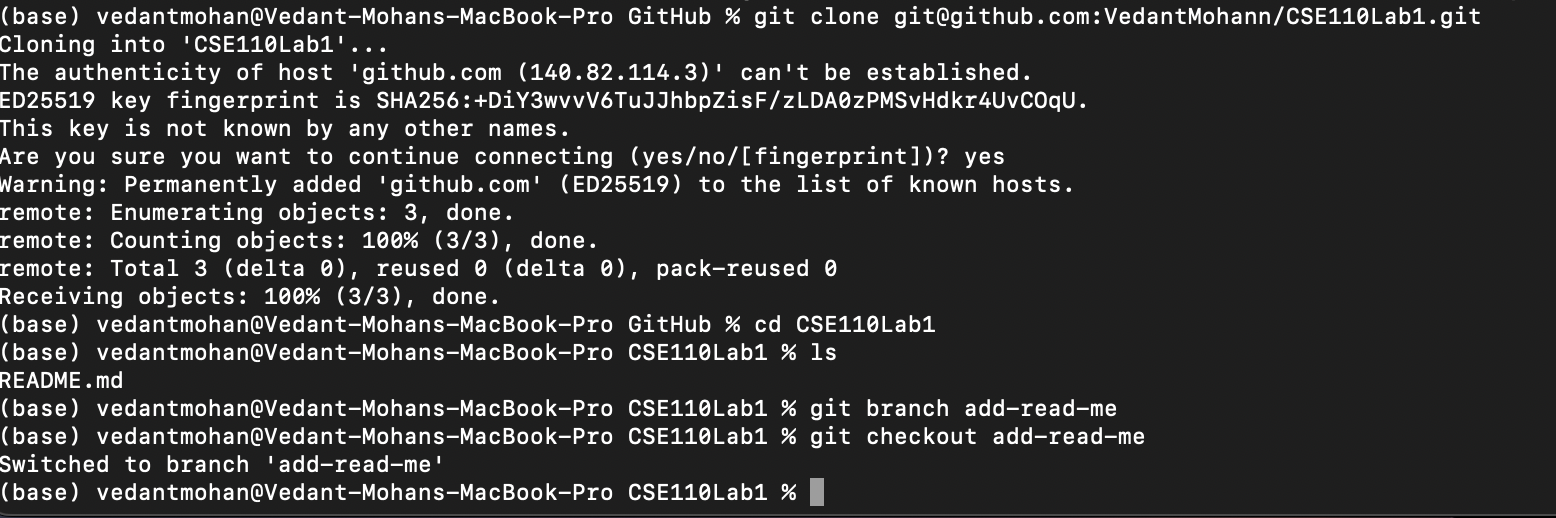 (base) vedantmohan@Vedant-Mohans-MacBook-Pro GitHub % git clone git@github.com:VedantMohann/CSE110Lab1.git
Cloning into 'CSE110Lab1'...
The authenticity of host 'github.com (140.82.114.3)' can't be established.
ED25519 key fingerprint is SHA256:+DiY3wvvV6TuJJhbpZisF/zLDA0zPMSvHdkr4UvCOqU.
This key is not known by any other names.
Are you sure you want to continue connecting (yes/no/[fingerprint])? yes
Warning: Permanently added 'github.com' (ED25519) to the list of known hosts.
remote: Enumerating objects: 3, done.
remote: Counting objects: 100% (3/3), done.
remote: Total 3 (delta 0), reused 0 (delta 0), pack-reused 0
Receiving objects: 100% (3/3), done.
(base) vedantmohan@Vedant-Mohans-MacBook-Pro GitHub % cd CSE110Lab1
(base) vedantmohan@Vedant-Mohans-MacBook-Pro CSE110Lab1 % ls
README.md
(base) vedantmohan@Vedant-Mohans-MacBook-Pro CSE110Lab1 % git branch add-read-me
(base) vedantmohan@Vedant-Mohans-MacBook-Pro CSE110Lab1 % git checkout add-read-me
Switched to branch 'add-read-me'
(base) vedantmohan@Vedant-Mohans-MacBook-Pro CSE110Lab1 %